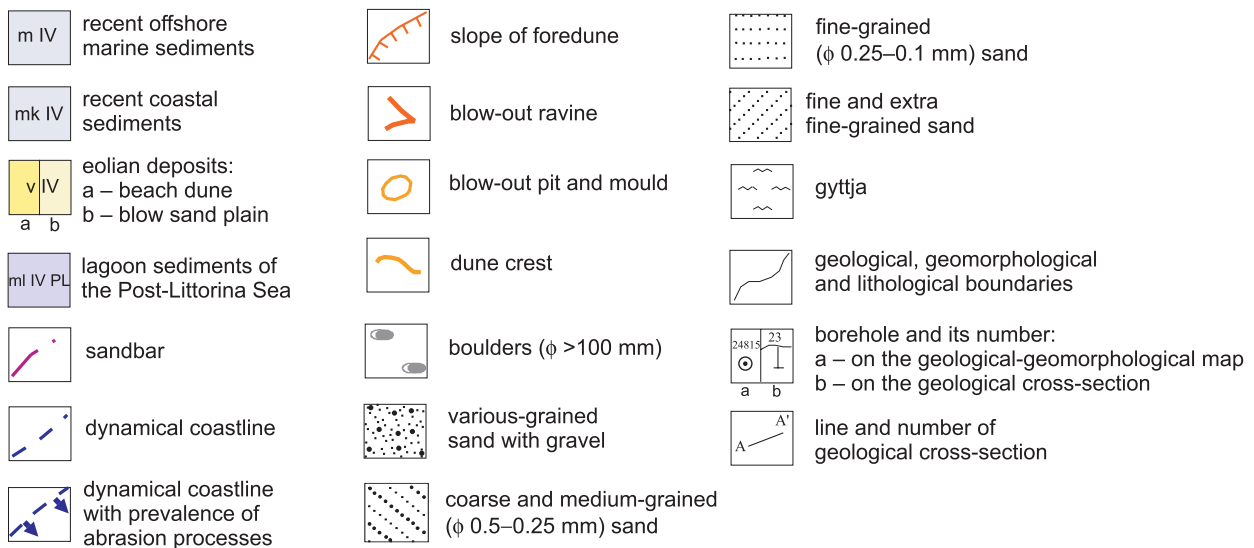 m IV
recent offshore
marine sediments
mk IV
recent coastal
sediments
v IV
a b
eolian deposits:
a – beach dune
b – blow sand plain
ml IV PL
lagoon sediments of
the Post-Littorina Sea
sandbar
dynamical coastline
dynamical coastline
with prevalence of
abrasion processes
slope of foredune
blow-out ravine
blow-out pit and mould
dune crest
boulders (ϕ >100 mm)
various-grained
sand with gravel
coarse and medium-grained
(ϕ 0.5–0.25 mm) sand
fine-grained
(ϕ 0.25–0.1 mm) sand
fine and extra
fine-grained sand
gyttja
geological, geomorphological
and lithological boundaries
24815 23
a b
borehole and its number:
a – on the geological-geomorphological map
b – on the geological cross-section
A A'
line and number of
geological cross-section